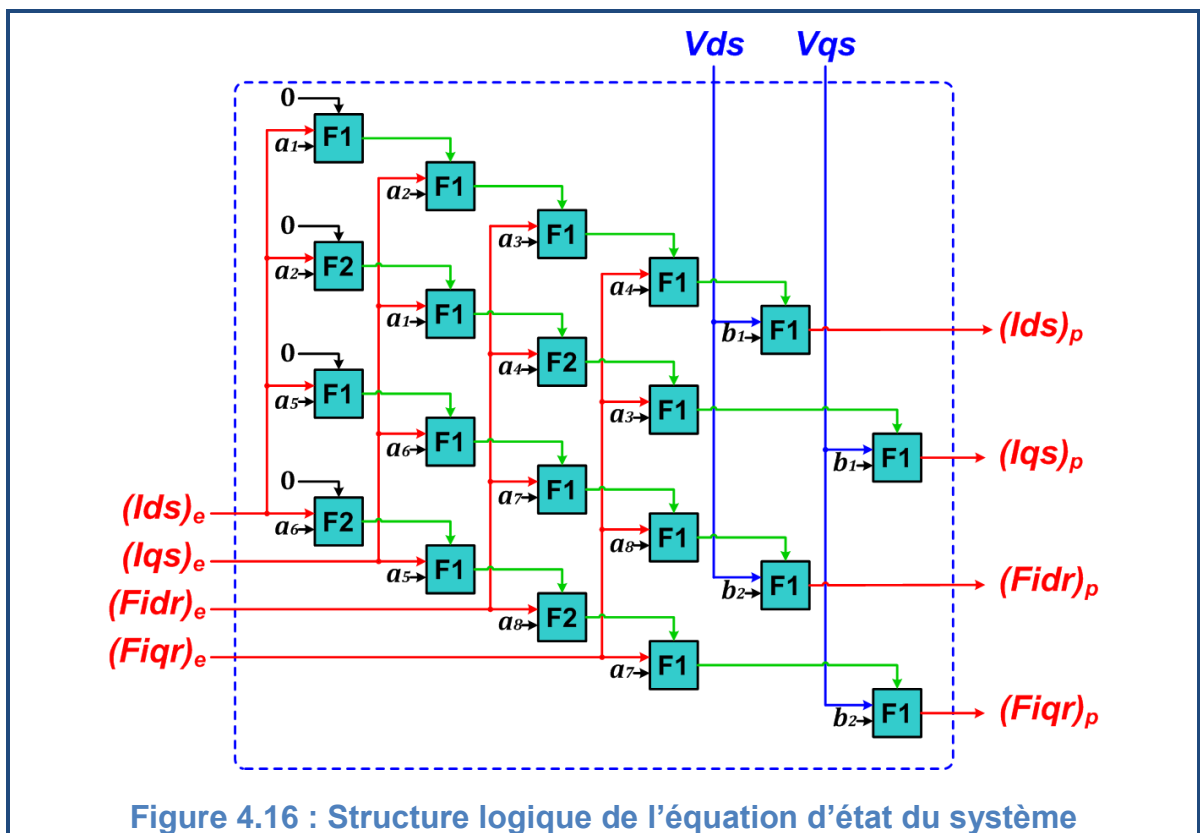 Vds Vqs
0
a1 F1
a2 F1
0
a3 F1
a2 F2
a4 F1
a1 F1
b1 F1 (Ids)p
0
a4 F2
a5 F1
a3 F1
a6 F1
b1 F1 (Iqs)p
0
a7 F1
(Ids)e
a6 F2
a8 F1
(Iqs)e
a5 F1
b2 F1 (Fidr)p
(Fidr)e
a8 F2
(Fiqr)e
a7 F1
b2 F1 (Fiqr)p
Figure 4.16 : Structure logique de l’équation d’état du système